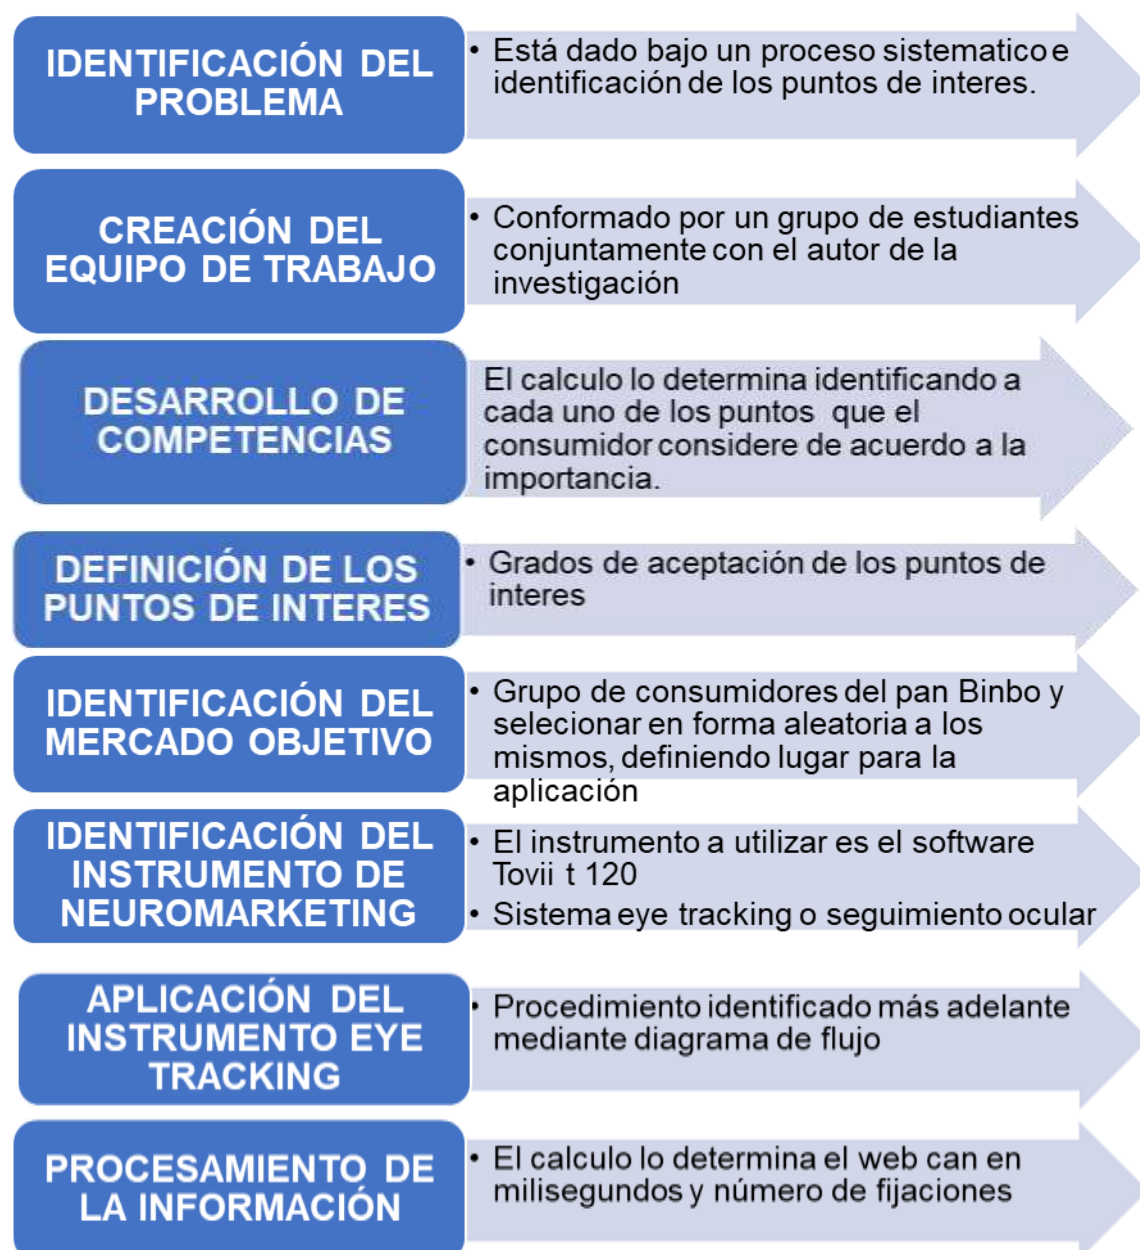 IDENTIFICACIÓN DEL
PROBLEMA
• Está dado bajo un proceso sistematico e
identificación de los puntos de interes.
CREACIÓN DEL
EQUIPO DE TRABAJO
• Conformado por un grupo de estudiantes
conjuntamente con el autor de la
investigación
DESARROLLO DE
COMPETENCIAS
El calculo lo determina identificando a
cada uno de los puntos que el
consumidor considere de acuerdo a la
importancia.
DEFINICIÓN DE LOS
PUNTOS DE INTERES
• Grados de aceptación de los puntos de
interes
IDENTIFICACIÓN DEL
MERCADO OBJETIVO
• Grupo de consumidores del pan Binbo y
selecionar en forma aleatoria a los
mismos, definiendo lugar para la
aplicación
IDENTIFICACIÓN DEL
INSTRUMENTO DE
NEUROMARKETING
• El instrumento a utilizar es el software
Tovii t 120
• Sistema eye tracking o seguimiento ocular
APLICACIÓN DEL
INSTRUMENTO EYE
TRACKING
• Procedimiento identificado más adelante
mediante diagrama de flujo
PROCESAMIENTO DE
LA INFORMACIÓN
• El calculo lo determina el web can en
milisegundos y número de fijaciones